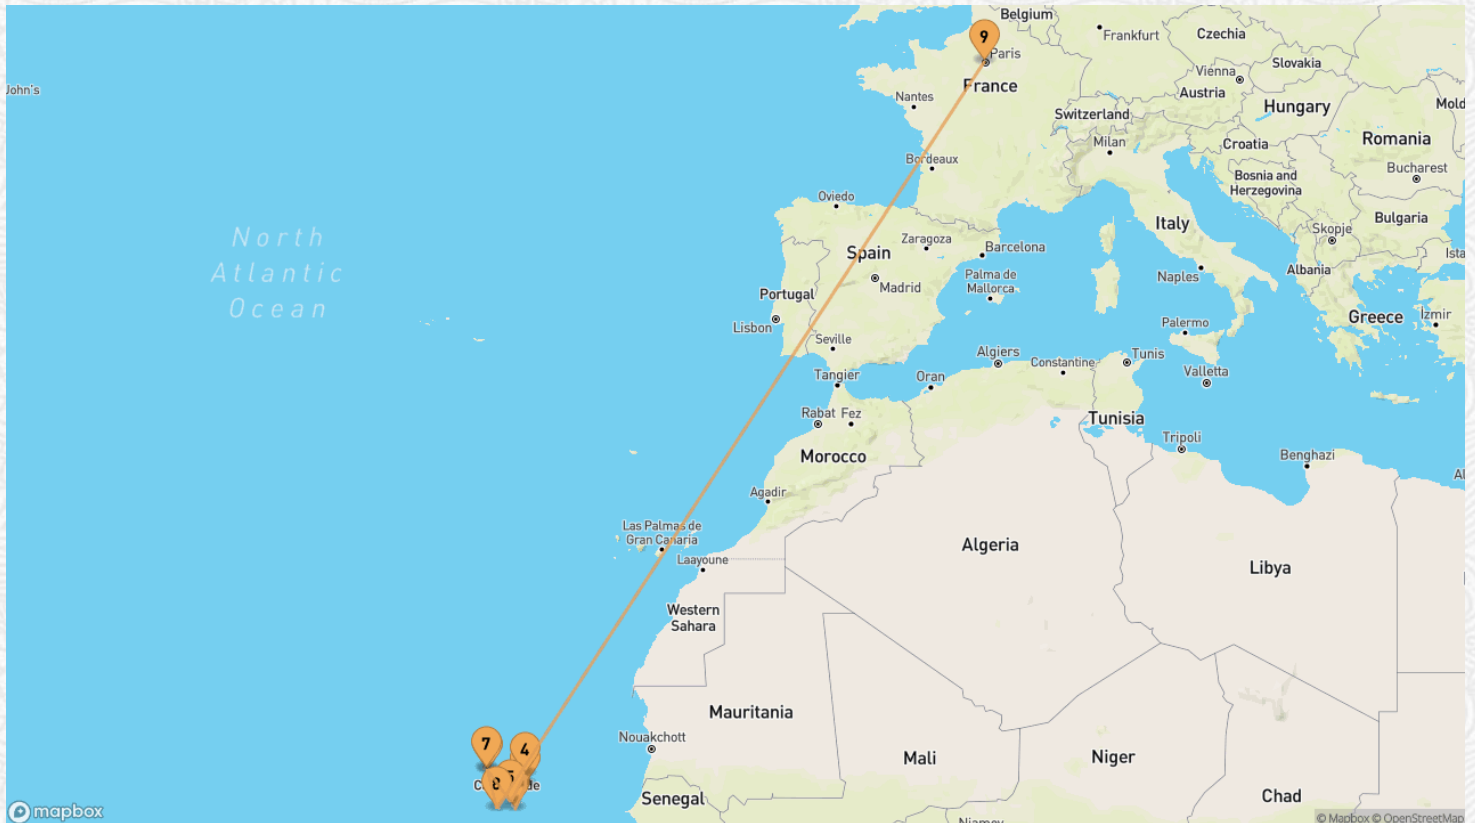 Belgium
9
Paris
Frankfurt
Czechia
Slovakia
Vienna
Austria
France
Hungary
John's
Nantes
Switzerland
Milan
Croatia
Romania
Bucharest
Bordeaux
Bosnia and
Herzegovina
Oviedo
Italy
Bulgaria
North
Atlantic
Ocean
Spain
Zaragoza
Barcelona
Skopje
Naples
Albania
Madrid
Palma de
Mallorca
Portugal
Lisbon
Greece
Izmir
Palermo
Seville
Algiers
Constantine
Tunis
Valletta
Tangier
Oran
Rabat
Fez
Tunisia
Tripoli
Morocco
Benghazi
Agadir
Las Palmas de
Gran Canaria
Laayoune
Algeria
Libya
Western
Sahara
Mauritania
Nouakchott
7
4
Mali
Niger
5
8
Senegal
Chad
Niamey
mapbox
© Mapbox © OpenStreetMap